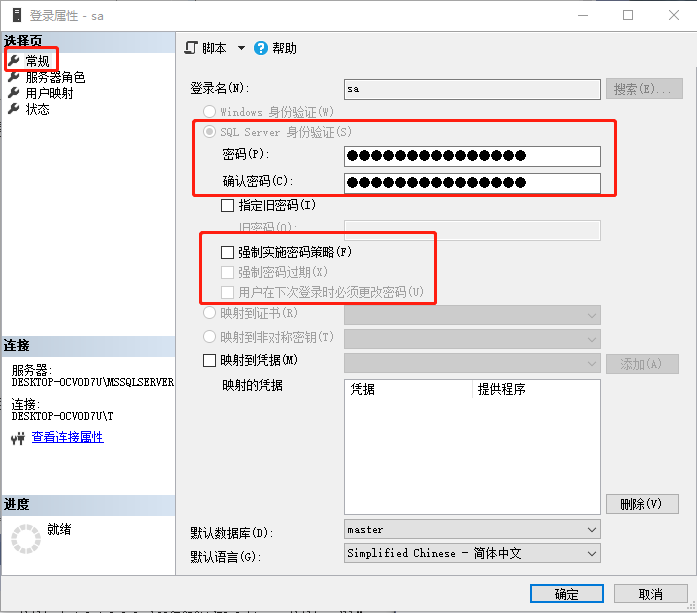 登录属性 - sa
选择页
常规
服务器角色
用户映射
状态
脚本
帮助
登录名(N):
sa
搜索(E)...
Windows 身份验证(W)
SQL Server 身份验证(S)
密码(P):
●●●●●●●●●●●●●●●
确认密码(C):
●●●●●●●●●●●●●●●
指定旧密码(I)
旧密码(O):
强制实施密码策略(F)
强制密码过期(X)
用户在下次登录时必须更改密码(U)
映射到证书(R)
映射到非对称密钥(T)
映射到凭据(M)
添加(A)
映射的凭据
凭据 提供程序
删除(V)
默认数据库(D):
master
默认语言(G):
Simplified Chinese - 简体中文
连接
服务器:
DESKTOP-OCVOD7U\MSSQLSERVER
连接:
DESKTOP-OCVOD7U\T
查看连接属性
进度
就绪
确定
取消